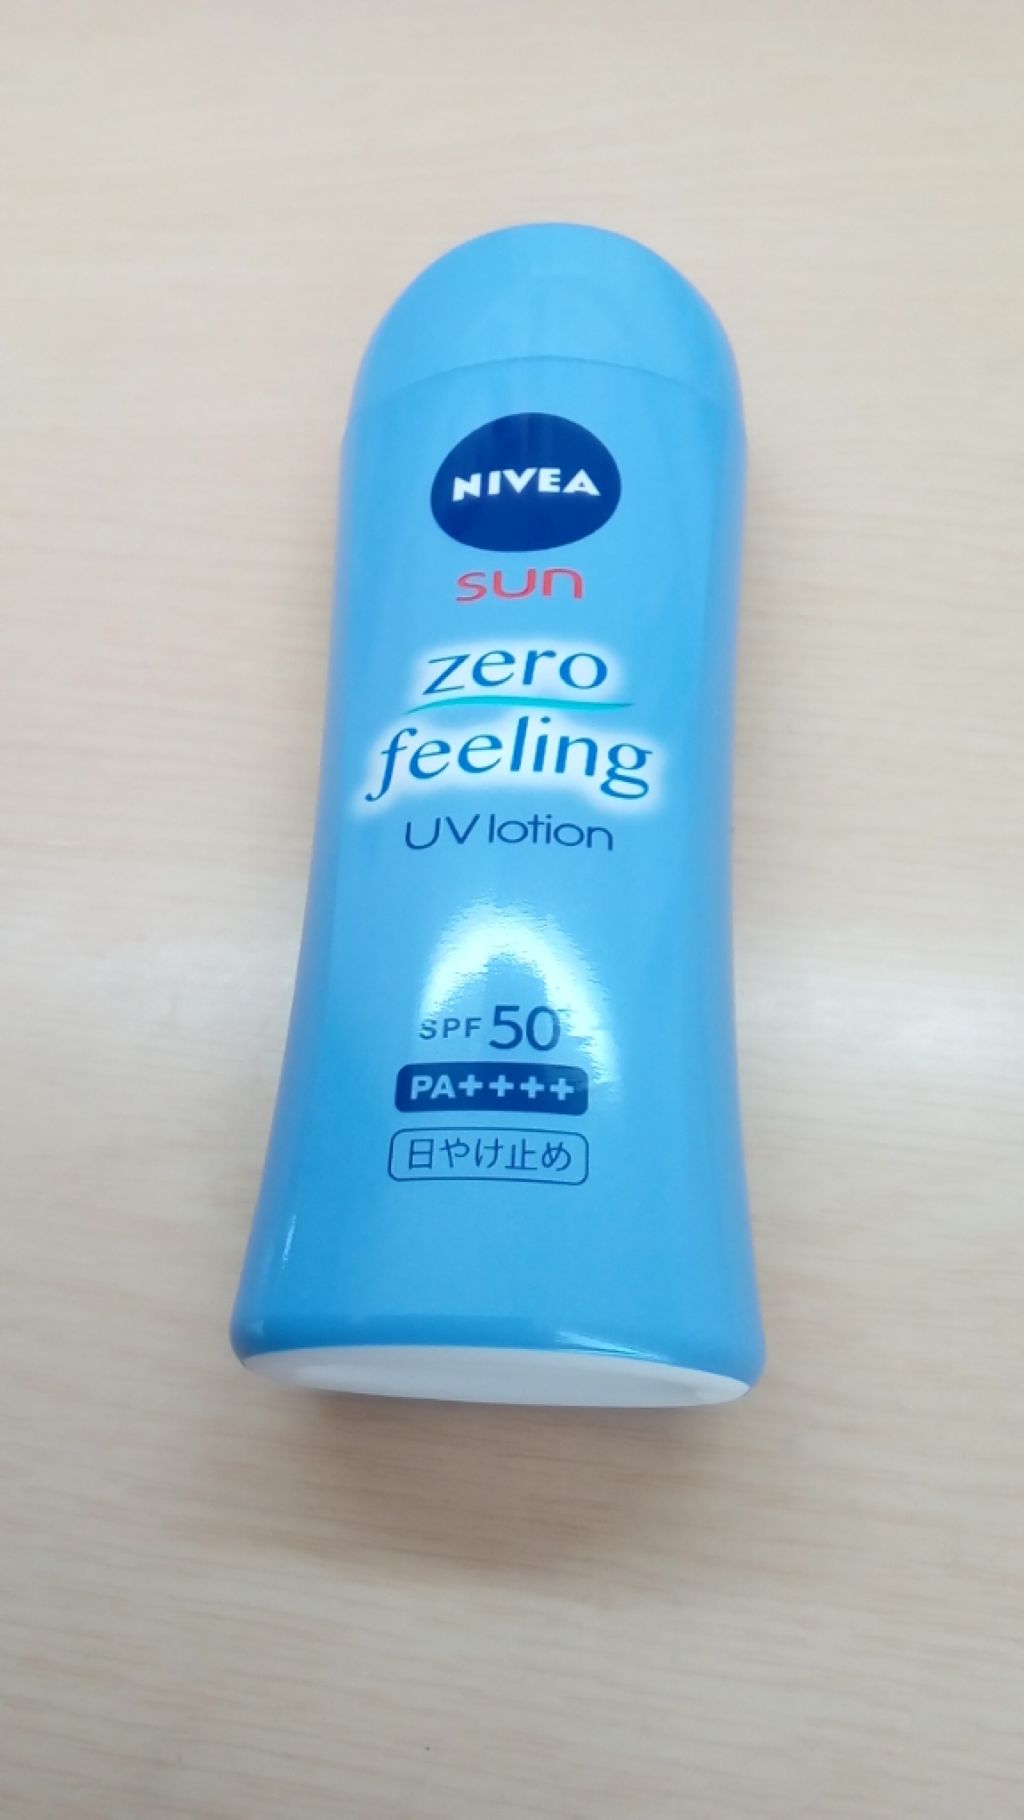 NIVEA
sun
zero
feeling
UV lotion
SPF 50
PA++++
日やけ止め